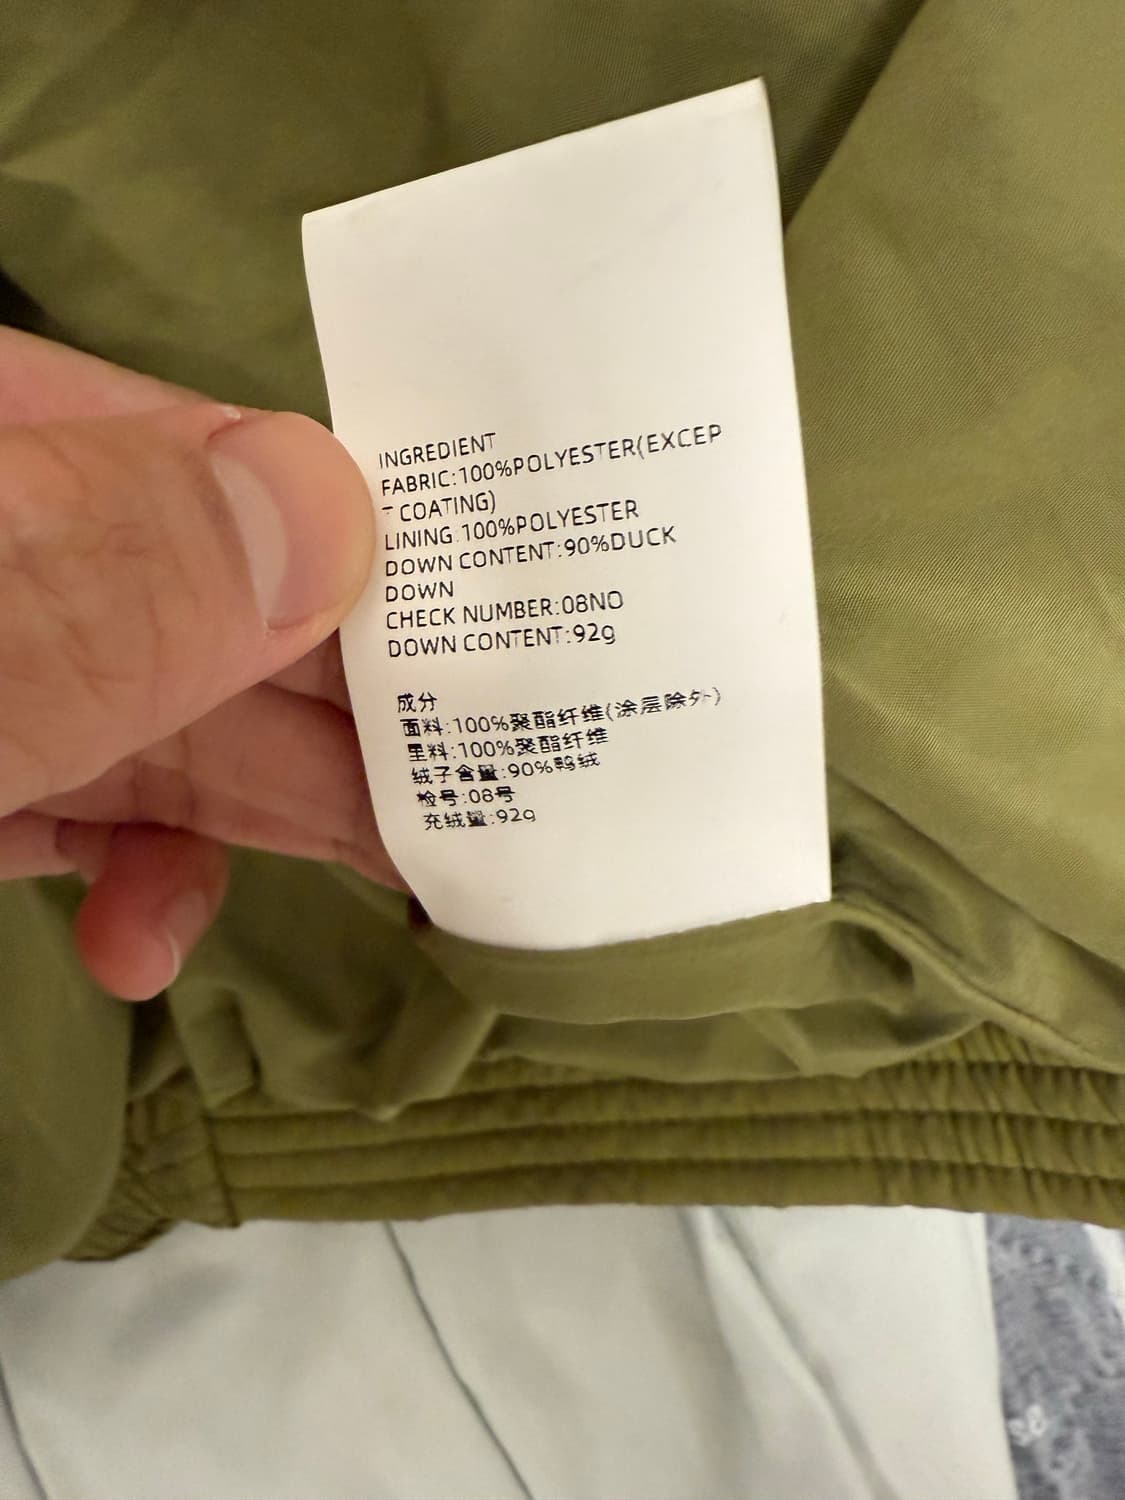 INGREDIENT
FABRIC:100%POLYESTER(EXCEP
T COATING)
LINING:100%POLYESTER
DOWN CONTENT:90%DUCK
DOWN
CHECK NUMBER:08NO
DOWN CONTENT:92g
成分
面料:100%聚酯纤维(涂层除外)
里料:100%聚酯纤维
绒子含量:90%鸭绒
检号:08号
充绒量:92g